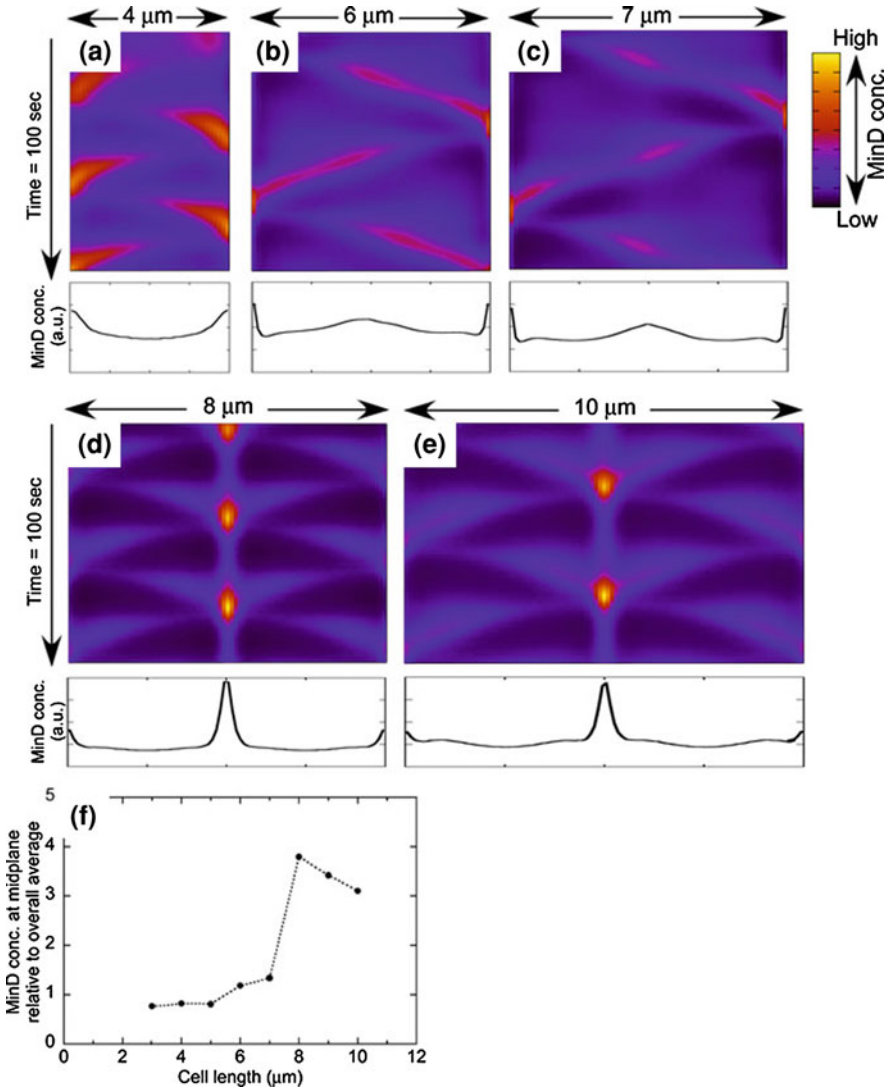 4 μm
6 μm
7 μm
(a)
(b)
(c)
High
MinD conc.
Low
Time = 100 sec
MinD conc.
(a.u.)
8 μm
10 μm
(d)
(e)
Time = 100 sec
MinD conc.
(a.u.)
(f)
MinD conc. at midplane
relative to overall average
5
4
3
2
1
0
0
2
4
6
8
10
12
Cell length (μm)